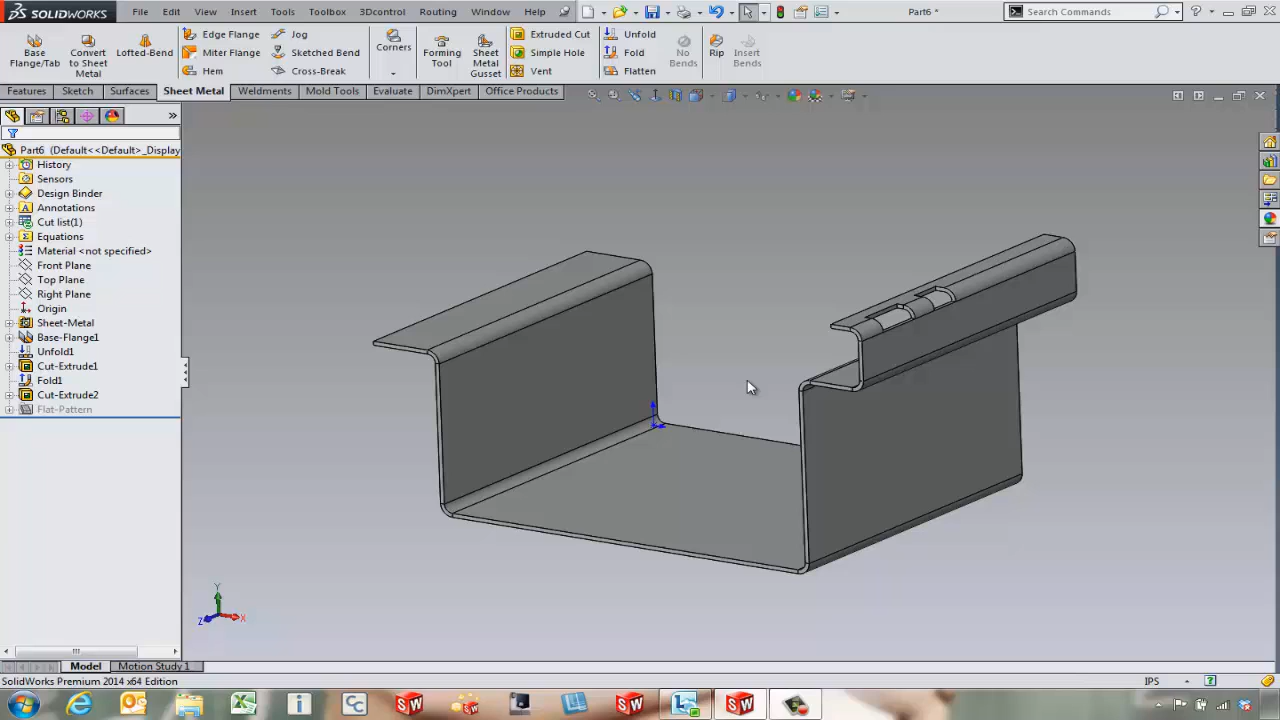 SOLIDWORKS File Edit View Insert Tools Toolbox 3Dcontrol Routing Window Help Part6 * Search Commands
Base Flange/Tab
Convert to Sheet Metal
Lofted-Bend
Edge Flange
Miter Flange
Hem
Jog
Sketched Bend
Cross-Break
Corners
Forming Tool
Sheet Metal Gusset
Extruded Cut
Simple Hole
Vent
Unfold
Fold
Flatten
No Bends
Rip
Insert Bends
Features Sketch Surfaces Sheet Metal Weldments Mold Tools Evaluate DimXpert Office Products
Part6 (Default<<Default>_Display
History
Sensors
Design Binder
Annotations
Cut list(1)
Equations
Material <not specified>
Front Plane
Top Plane
Right Plane
Origin
Sheet-Metal
Base-Flange1
Unfold1
Cut-Extrude1
Fold1
Cut-Extrude2
Flat-Pattern
Y
Z X
Model Motion Study 1
SolidWorks Premium 2014 x64 Edition IPS